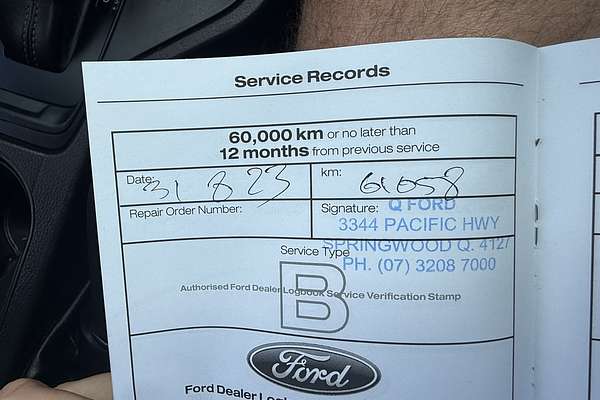 Service Records
60,000 km or no later than
12 months from previous service
Date: 31 8 23
km: 61058
Repair Order Number:
Signature: Q FORD
3344 PACIFIC HWY
SPRINGWOOD Q. 4127
PH. (07) 3208 7000
Service Type
B
Authorised Ford Dealer Logbook Service Verification Stamp
Ford